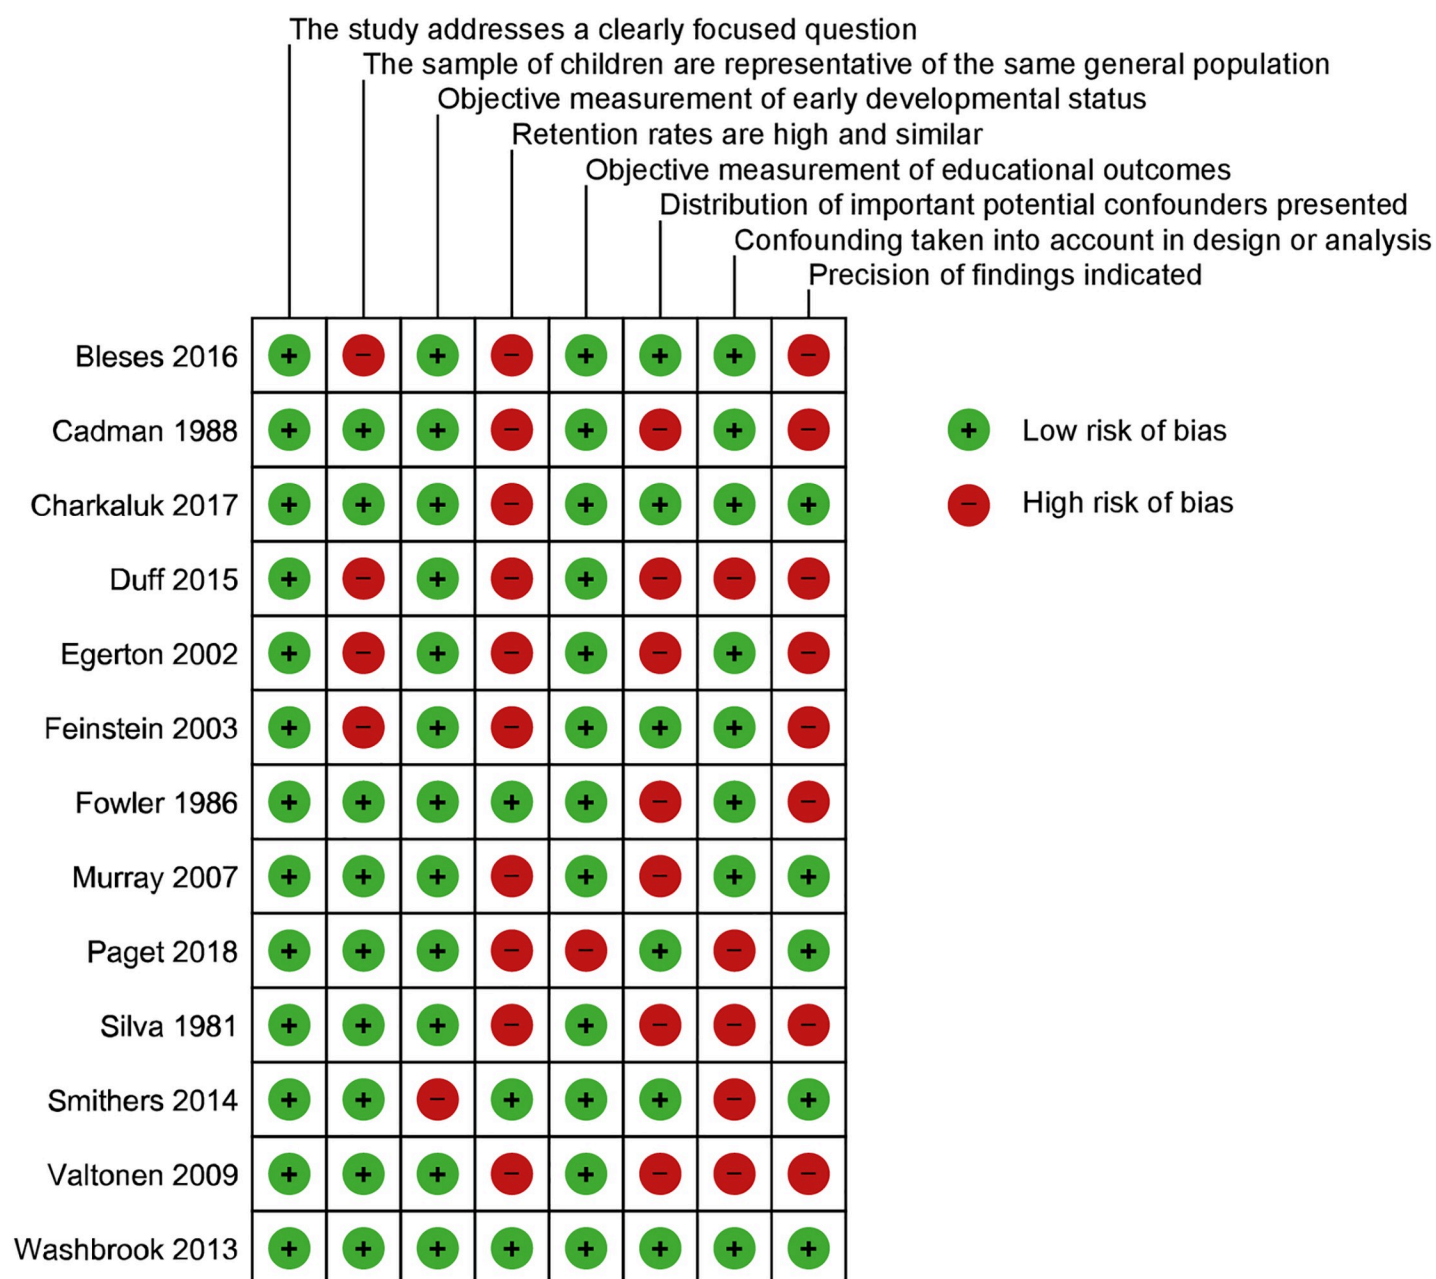 The study addresses a clearly focused question
The sample of children are representative of the same general population
Objective measurement of early developmental status
Retention rates are high and similar
Objective measurement of educational outcomes
Distribution of important potential confounders presented
Confounding taken into account in design or analysis
Precision of findings indicated
Bleses 2016 + − + − + + + −
Cadman 1988 + + + − + − + −
Charkaluk 2017 + + + − + + + +
Duff 2015 + − + − + − − −
Egerton 2002 + − + − + − + −
Feinstein 2003 + − + − + + + −
Fowler 1986 + + + + + − + −
Murray 2007 + + + − + − + +
Paget 2018 + + + − − + − +
Silva 1981 + + + − + − − −
Smithers 2014 + + − + + + − +
Valtonen 2009 + + + − + − − −
Washbrook 2013 + + + + + + + +
+ Low risk of bias
− High risk of bias